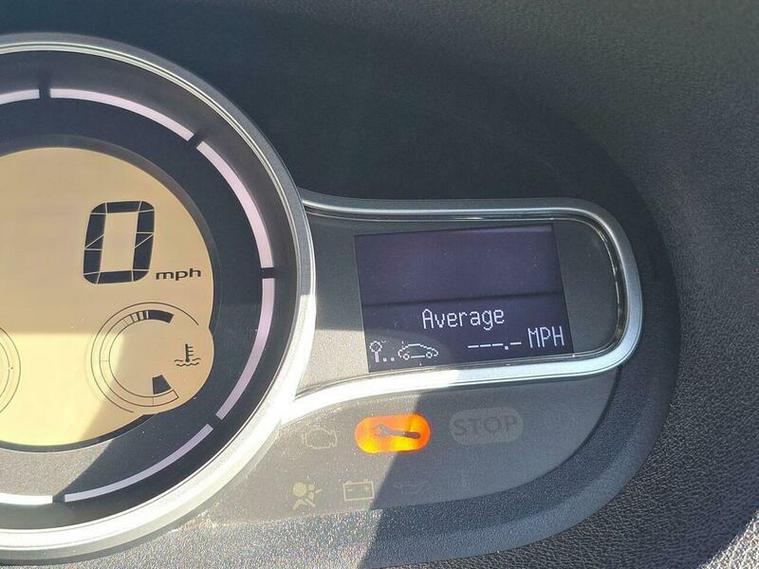 0 mph
Average
---.- MPH
STOP